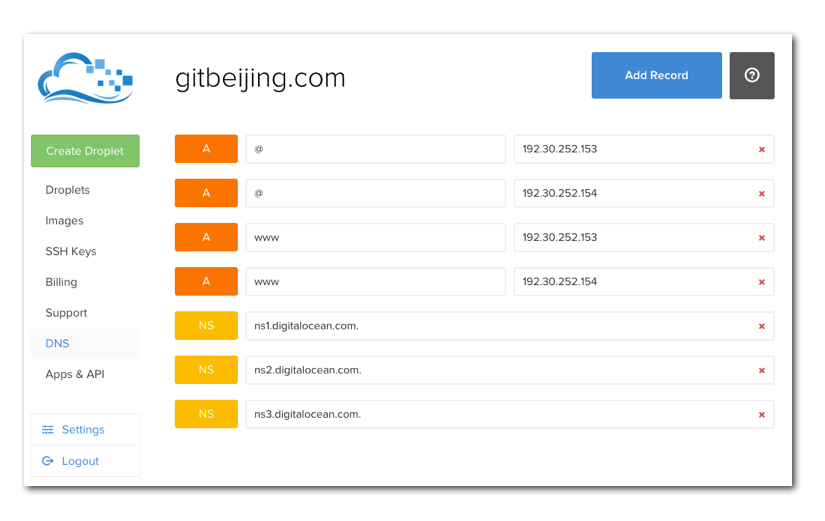 gitbeijing.com
Add Record
?
Create Droplet
Droplets
Images
SSH Keys
Billing
Support
DNS
Apps & API
Settings
Logout
A @ 192.30.252.153
A @ 192.30.252.154
A www 192.30.252.153
A www 192.30.252.154
NS ns1.digitalocean.com.
NS ns2.digitalocean.com.
NS ns3.digitalocean.com.